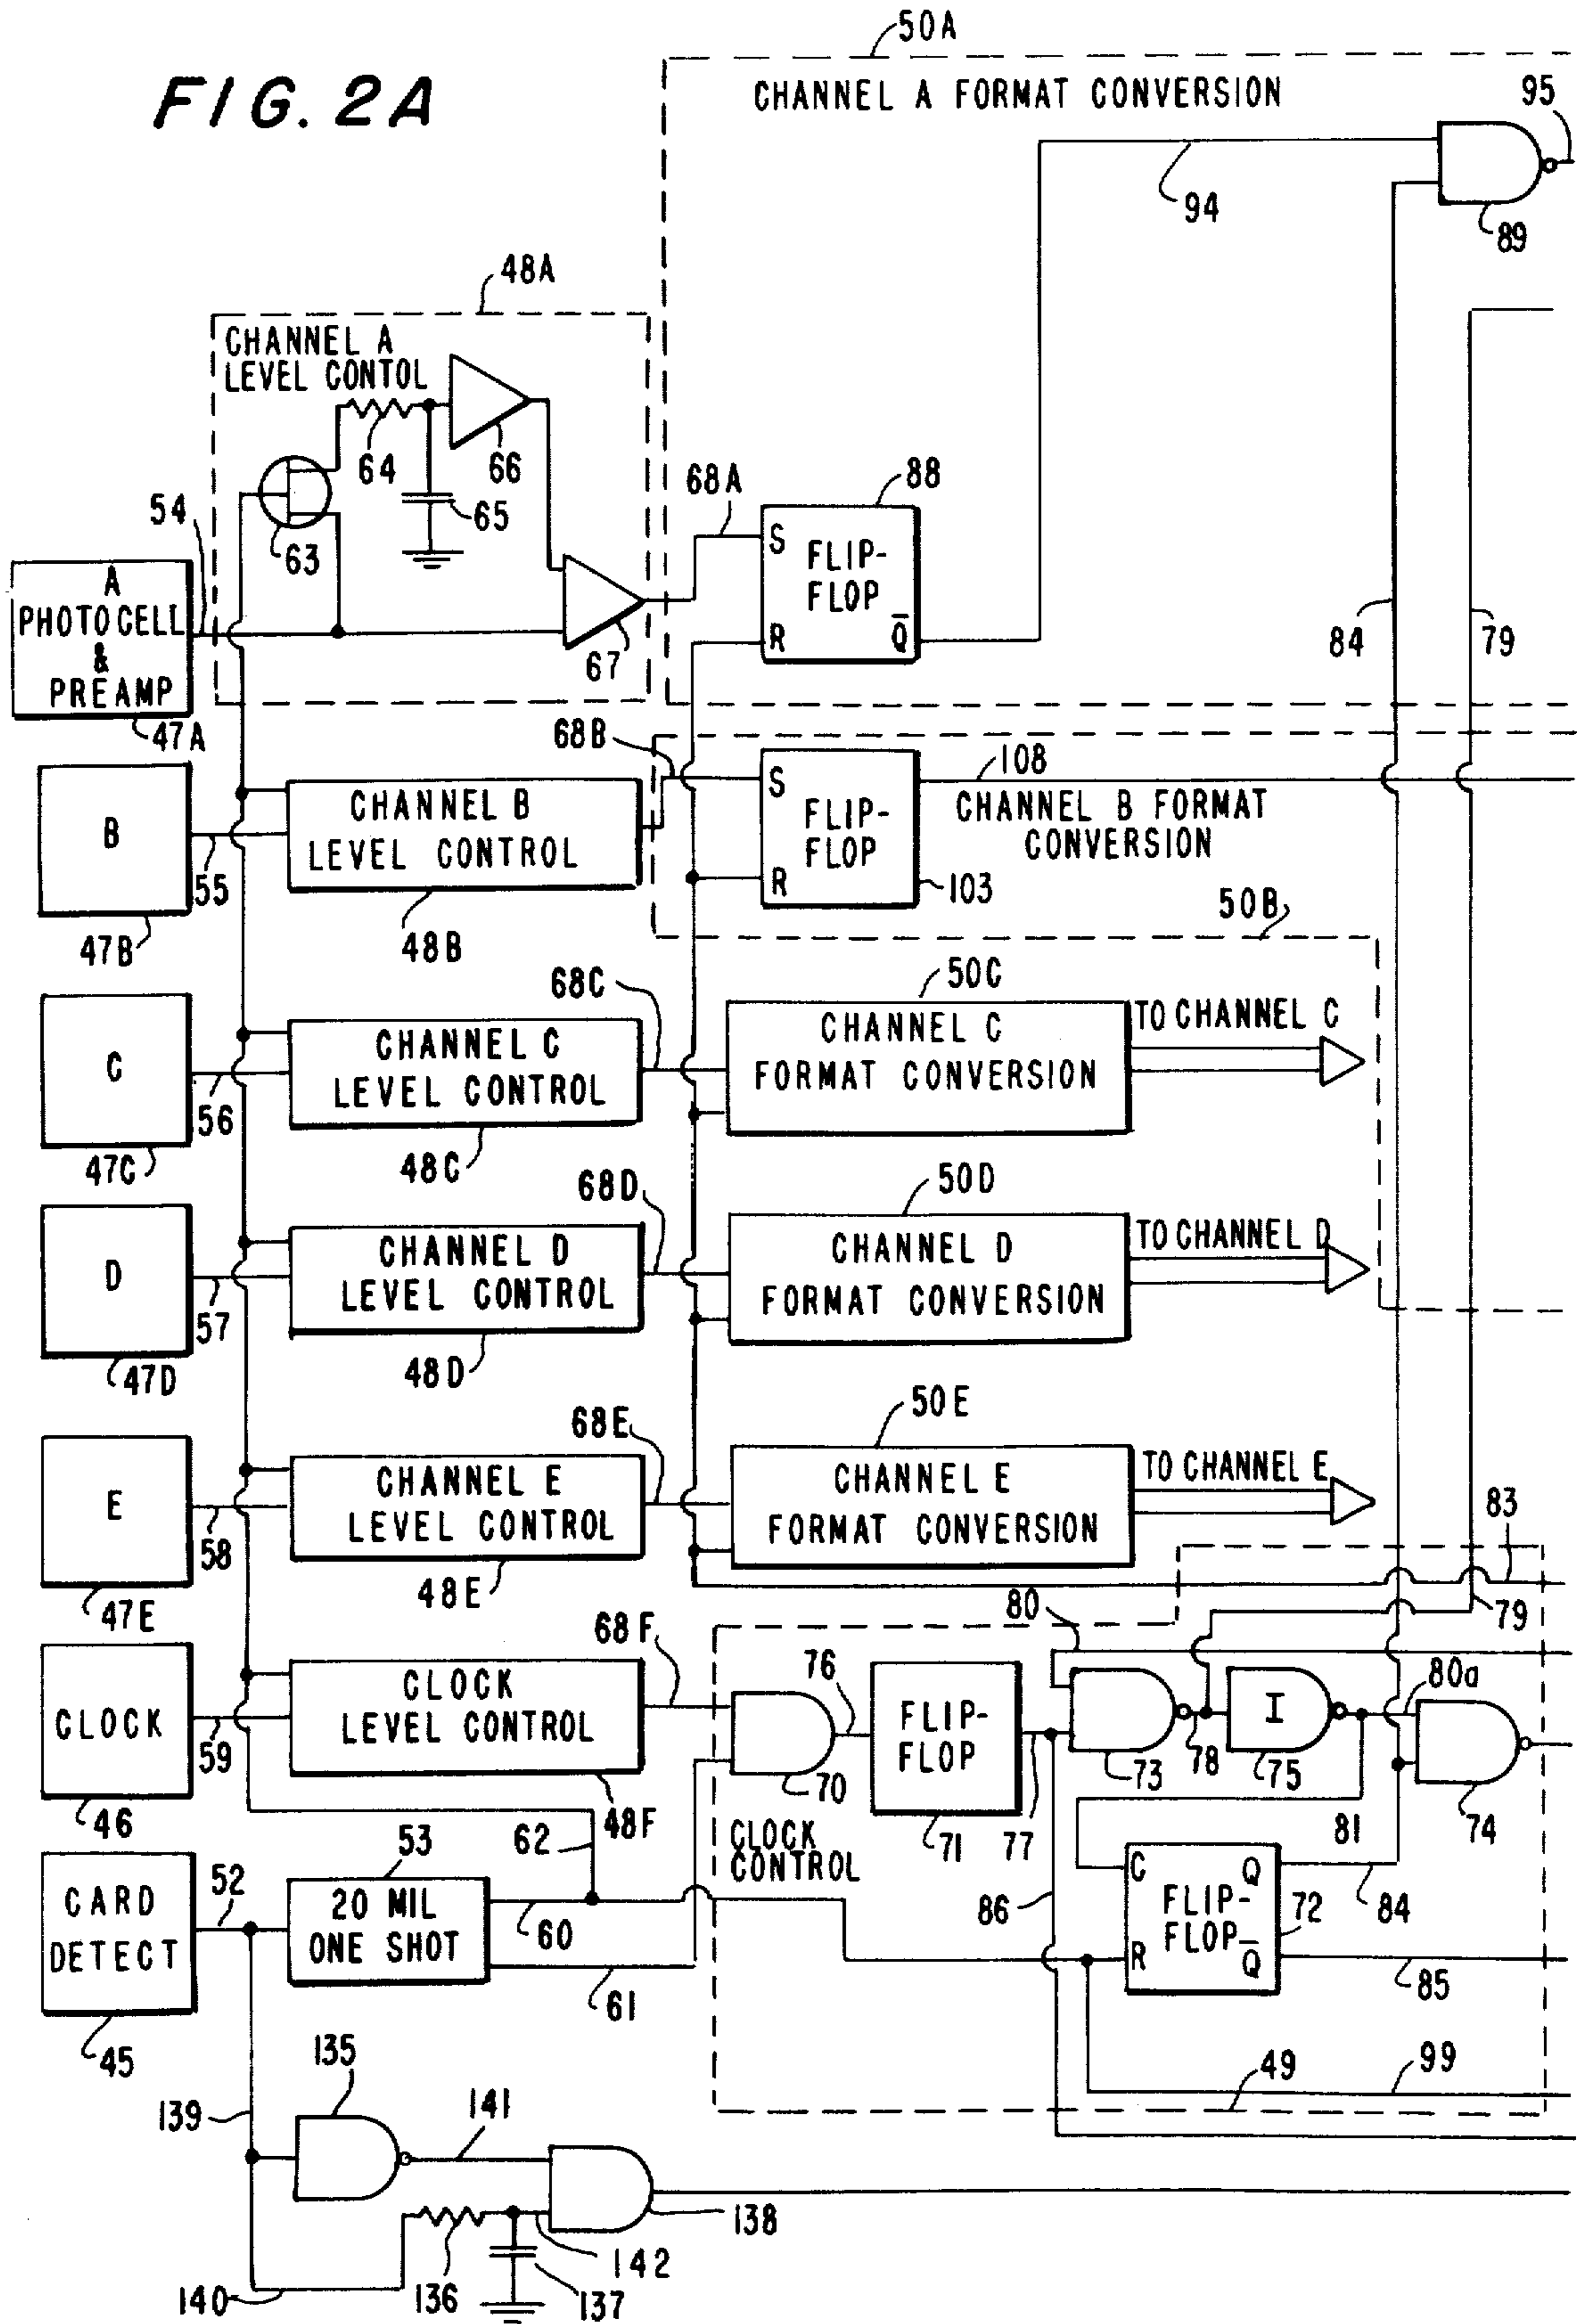 FIG. 2A
50A
CHANNEL A FORMAT CONVERSION
95
94
89
48A
CHANNEL A
LEVEL CONTOL
64
66
65
63
67
54
A
PHOTOCELL
&
PREAMP
47A
68A
88
S
FLIP-
FLOP
R
Q̅
84
79
68B
B
55
47B
CHANNEL B
LEVEL CONTROL
48B
S
FLIP-
FLOP
R
103
108
CHANNEL B FORMAT
CONVERSION
50B
C
56
47C
CHANNEL C
LEVEL CONTROL
48C
68C
50C
CHANNEL C
FORMAT CONVERSION
TO CHANNEL C
D
57
47D
CHANNEL D
LEVEL CONTROL
48D
68D
50D
CHANNEL D
FORMAT CONVERSION
TO CHANNEL D
E
58
47E
CHANNEL E
LEVEL CONTROL
48E
68E
50E
CHANNEL E
FORMAT CONVERSION
TO CHANNEL E
83
79
80
CLOCK
59
46
CLOCK
LEVEL CONTROL
48F
68F
70
76
FLIP-
FLOP
71
77
73
78
I
75
80a
74
81
62
CLOCK
CONTROL
CARD
DETECT
45
52
53
20 MIL
ONE SHOT
60
61
86
C
Q
FLIP-
FLOP
R
Q̅
72
84
85
99
49
135
139
141
138
136
142
137
140